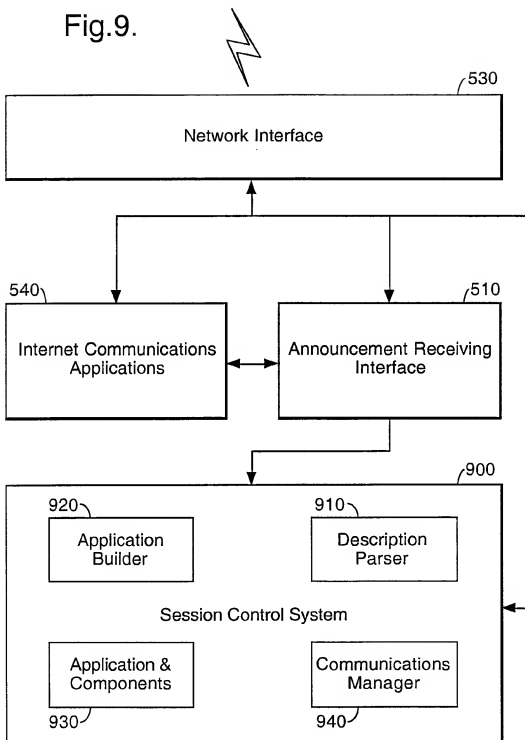 Fig.9.
530
Network Interface
540
510
Internet Communications
Applications
Announcement Receiving
Interface
900
920
910
Application
Builder
Description
Parser
Session Control System
Application &
Components
Communications
Manager
930
940